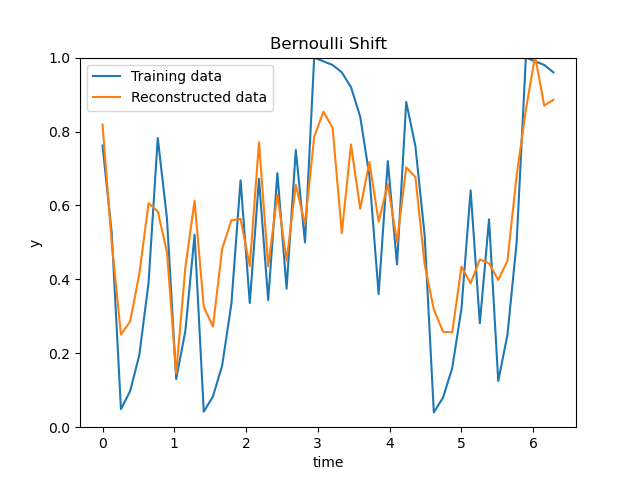 Bernoulli Shift
Training data
Reconstructed data
y
1.0
0.8
0.6
0.4
0.2
0.0
0 1 2 3 4 5 6
time